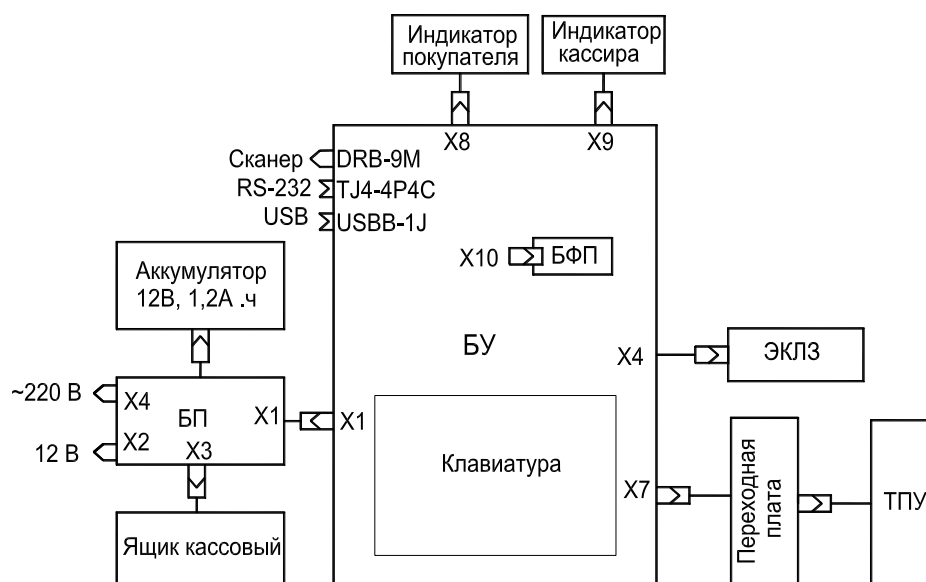 Индикатор
покупателя
Индикатор
кассира
X8
X9
Сканер
DRB-9M
RS-232
TJ4-4P4C
USB
USBB-1J
X10
БФП
Аккумулятор
12В, 1,2А .ч
БУ
X4
ЭКЛЗ
~220 В
X4
БП
X1
X1
12 В
X2
X3
Клавиатура
X7
Переходная
плата
ТПУ
Ящик кассовый